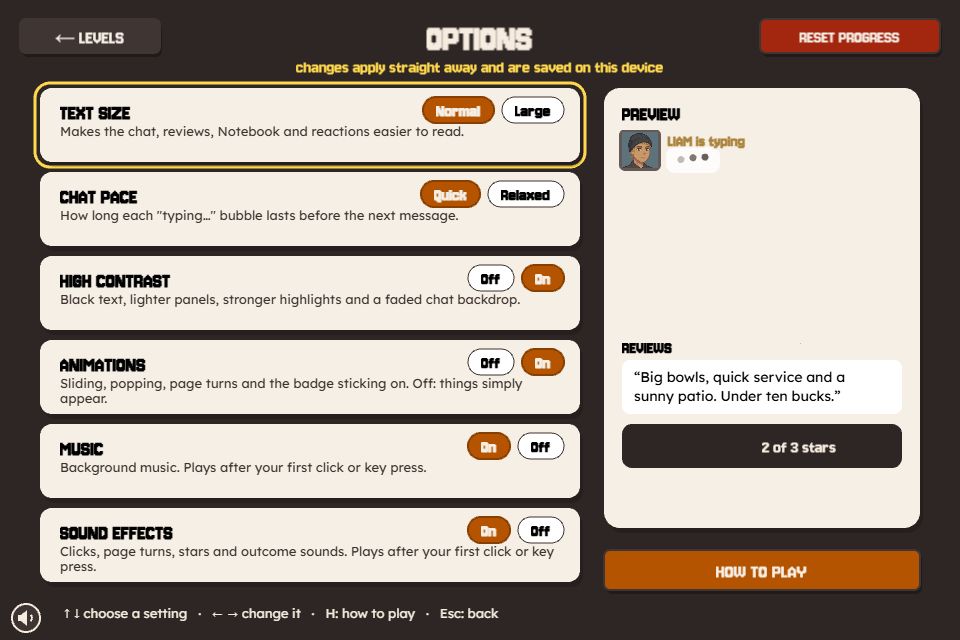 ← LEVELS
OPTIONS
RESET PROGRESS
changes apply straight away and are saved on this device
TEXT SIZE
Normal
Large
Makes the chat, reviews, Notebook and reactions easier to read.
CHAT PACE
Quick
Relaxed
How long each "typing…" bubble lasts before the next message.
HIGH CONTRAST
Off
On
Black text, lighter panels, stronger highlights and a faded chat backdrop.
ANIMATIONS
Off
On
Sliding, popping, page turns and the badge sticking on. Off: things simply
appear.
MUSIC
On
Off
Background music. Plays after your first click or key press.
SOUND EFFECTS
On
Off
Clicks, page turns, stars and outcome sounds. Plays after your first click or key
press.
PREVIEW
LIAM is typing
REVIEWS
“Big bowls, quick service and a
sunny patio. Under ten bucks.”
2 of 3 stars
HOW TO PLAY
↑ ↓ choose a setting · ← → change it · H: how to play · Esc: back